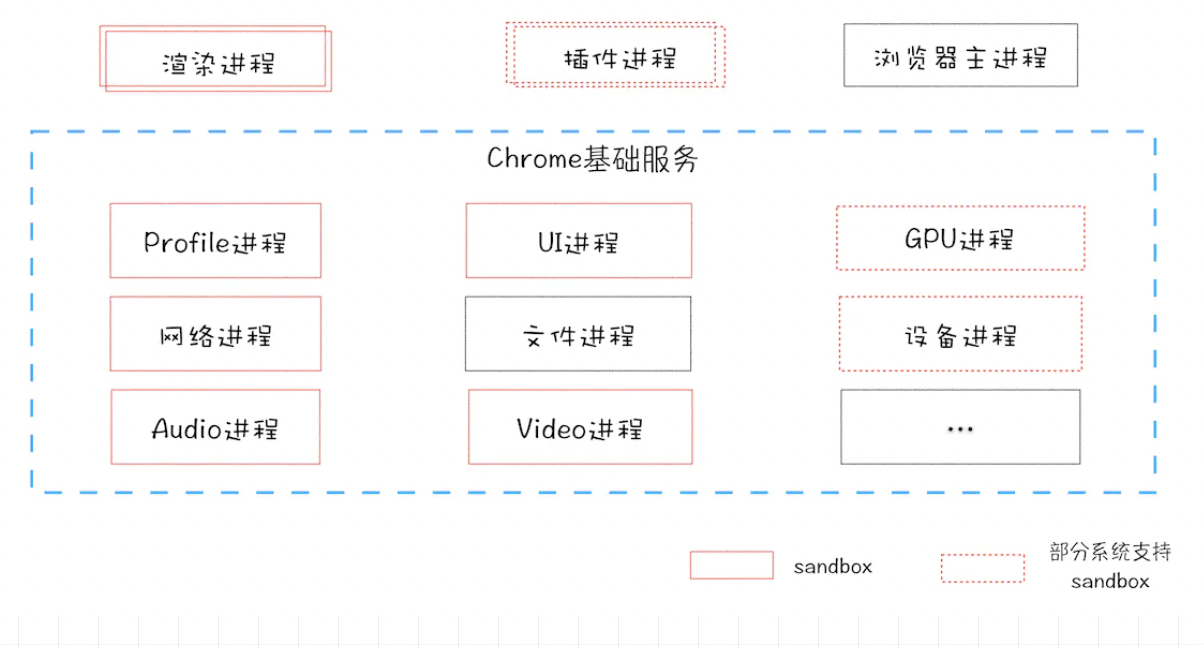 渲染进程
插件进程
浏览器主进程
Chrome基础服务
Profile进程
UI进程
GPU进程
网络进程
文件进程
设备进程
Audio进程
Video进程
...
sandbox
部分系统支持
sandbox